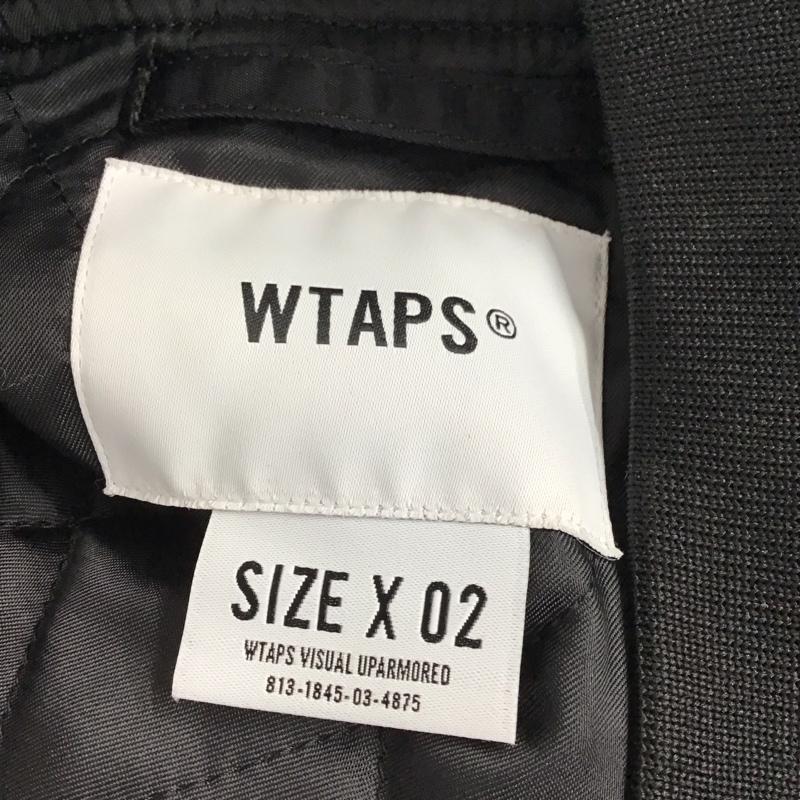 WTAPS®
SIZE X 02
WTAPS VISUAL UPARMORED
813-1845-03-4875